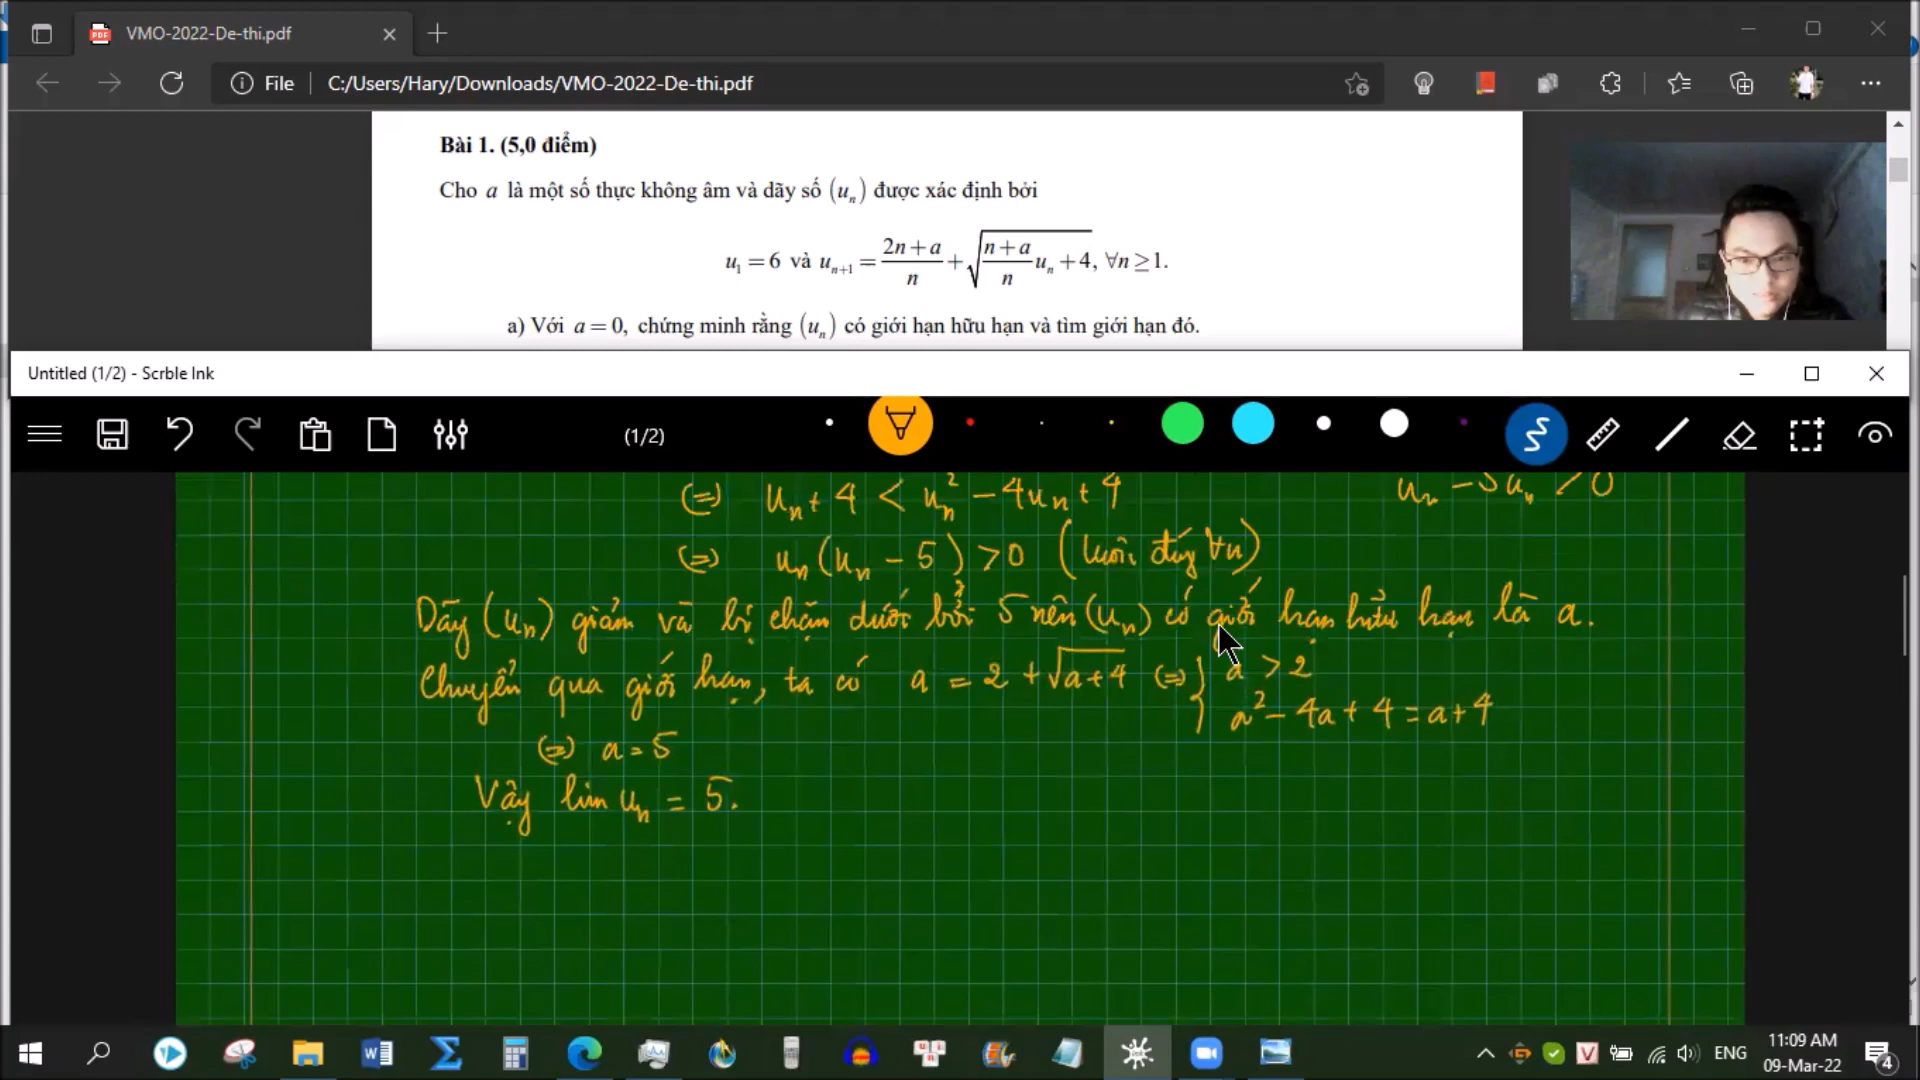 VMO-2022-De-thi.pdf
File C:/Users/Hary/Downloads/VMO-2022-De-thi.pdf
Bài 1. (5,0 điểm)
Cho a là một số thực không âm và dãy số (uₙ) được xác định bởi
u₁ = 6 và uₙ₊₁ = (2n+a)/n + √((n+a)/n uₙ + 4), ∀n ≥ 1.
a) Với a = 0, chứng minh rằng (uₙ) có giới hạn hữu hạn và tìm giới hạn đó.
Untitled (1/2) - Scrble Ink
(1/2)
(=) uₙ + 4 < uₙ² - 4uₙ + 4
(=) uₙ(uₙ - 5) > 0 (luôn đúng ∀n)
Dãy (uₙ) giảm và bị chặn dưới bởi 5 nên (uₙ) có giới hạn hữu hạn là a.
Chuyển qua giới hạn, ta có a = 2 + √(a+4) (=) { a > 2
a² - 4a + 4 = a + 4
(=) a = 5
Vậy lim uₙ = 5.
ENG
11:09 AM
09-Mar-22
4